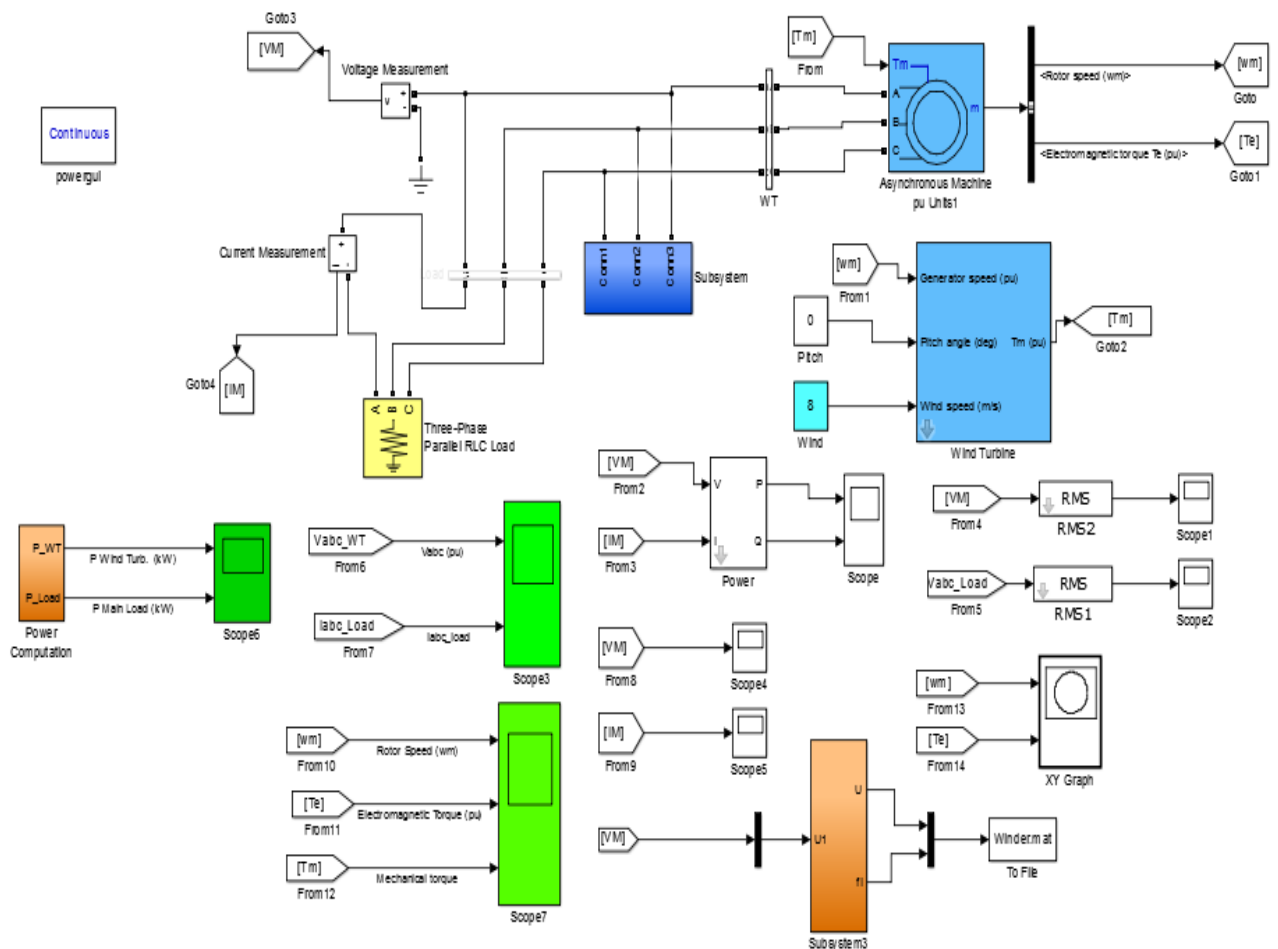 Goto3
[VM]
Voltage Measurement
+
v
-
Continuous
powergui
[Tm]
From
Tm
A
B
C
m
Asynchronous Machine
pu Units1
WT
<Rotor speed (wm)>
[wm]
Goto
<Electromagnetic torque Te (pu)>
[Te]
Goto1
Current Measurement
+
i
-
Load
Conn1
Conn2
Conn3
Subsystem
Goto4
[IM]
A
B
C
Three-Phase
Parallel RLC Load
[wm]
From1
0
Pitch
8
Wind
Generator speed (pu)
Pitch angle (deg)
Tm (pu)
Wind speed (m/s)
Wind Turbine
[Tm]
Goto2
P_WT
P_Load
Power
Computation
P Wind Turb. (kW)
P Main Load (kW)
Scope6
Vabc_WT
From6
Vabc (pu)
Iabc_Load
From7
Iabc_load
Scope3
[VM]
From2
[IM]
From3
V
I
P
Q
Power
Scope
[VM]
From4
RMS
RMS2
Scope1
Vabc_Load
From5
RMS
RMS1
Scope2
[VM]
From8
Scope4
[IM]
From9
Scope5
[wm]
From13
[Te]
From14
XY Graph
[wm]
From10
Rotor Speed (wm)
[Te]
From11
Electromagnetic Torque (pu)
[Tm]
From12
Mechanical torque
Scope7
[VM]
U1
U
fi
Subsystem3
Winder.mat
To File